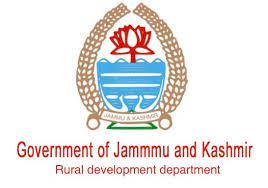 JAMMU & KASHMIR
Government of Jammmu and Kashmir
Rural development department